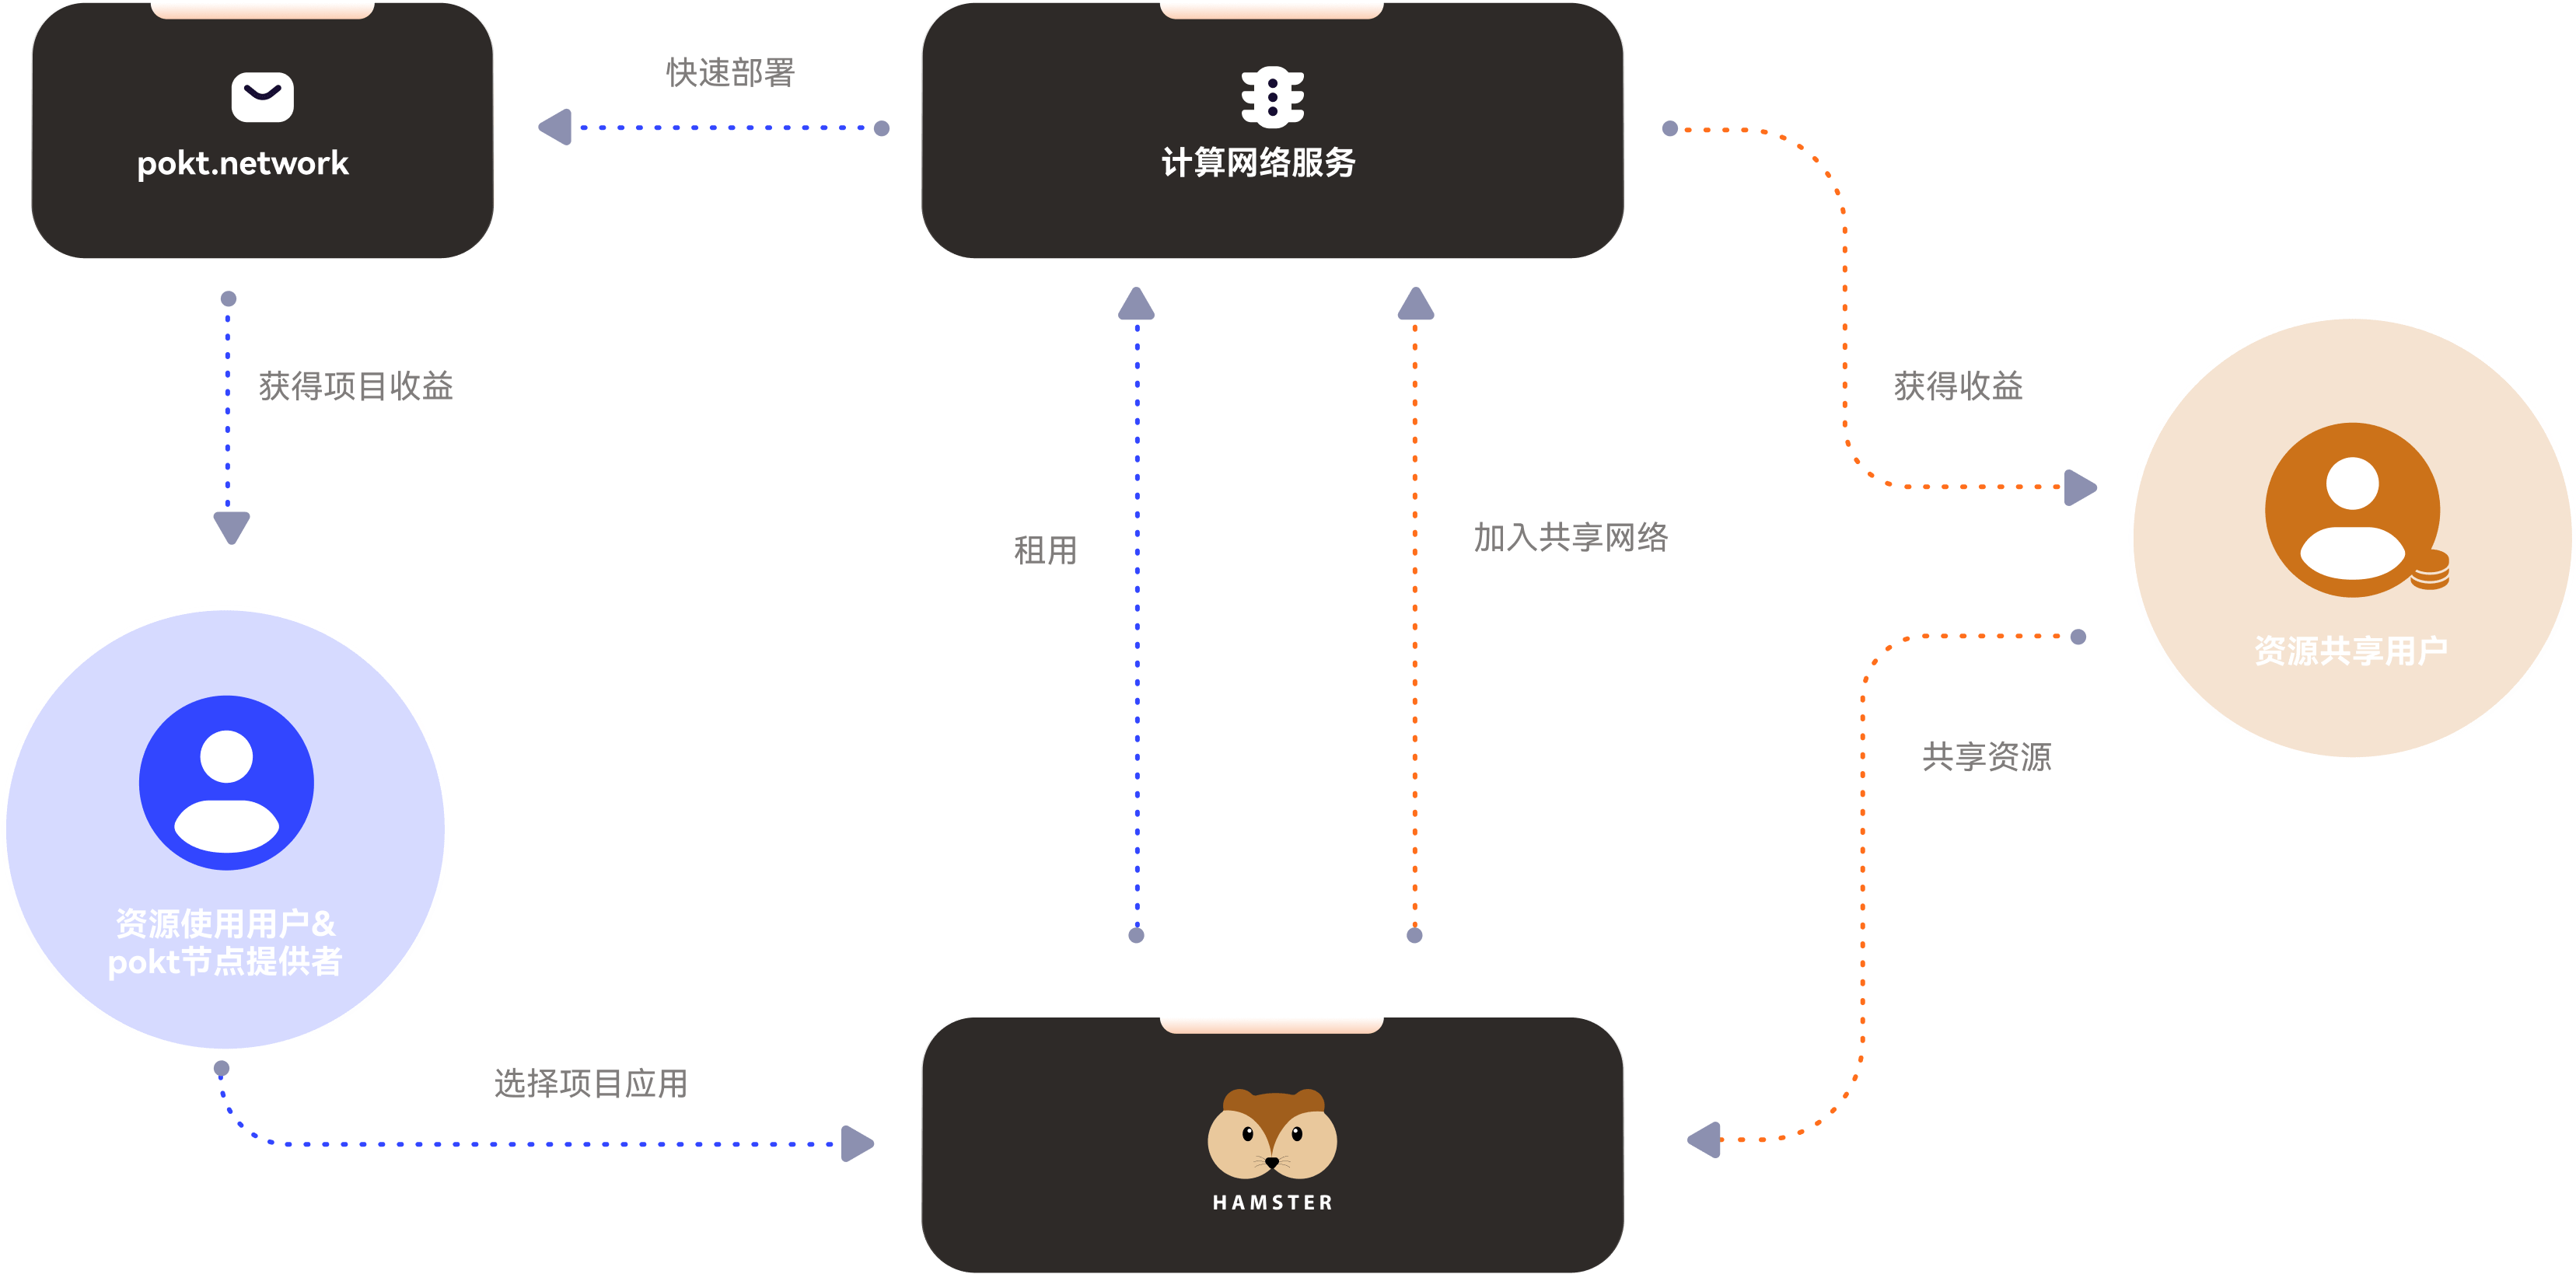 快速部署
pokt.network
计算网络服务
获得项目收益
获得收益
租用
加入共享网络
资源共享用户
共享资源
资源使用用户&
pokt节点提供者
选择项目应用
HAMSTER